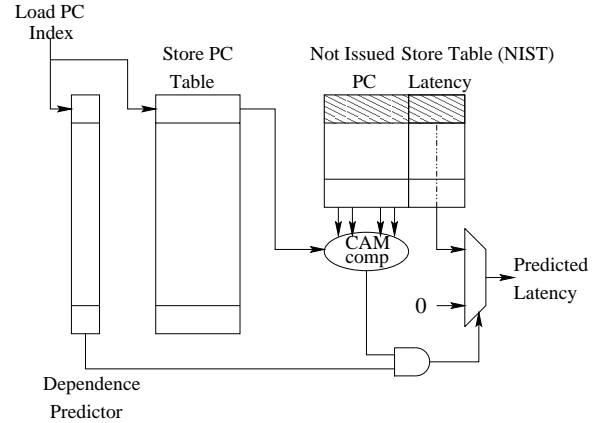 Load PC
Index
Store PC
Table
Not Issued Store Table (NIST)
PC
Latency
CAM
comp
0
Predicted
Latency
Dependence
Predictor